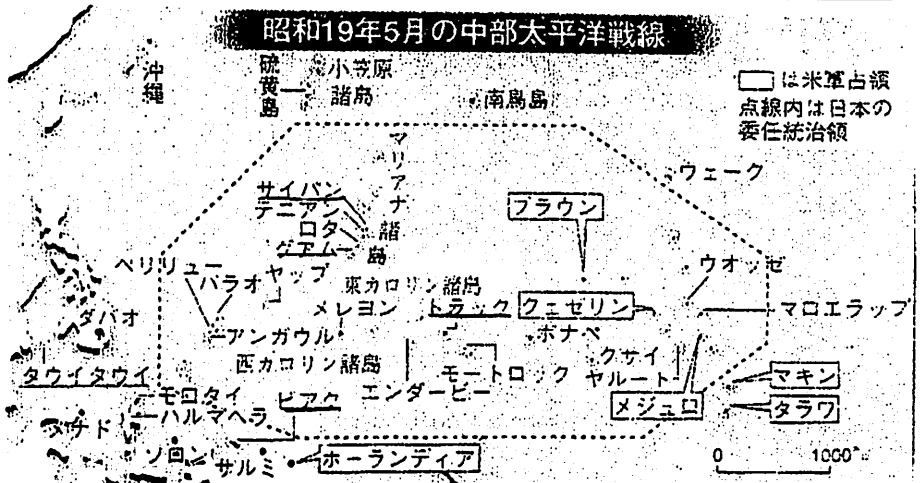 昭和19年5月の中部太平洋戦線
沖縄
硫黄島
小笠原
諸島
南鳥島
□は米軍占領
点線内は日本の
委任統治領
マリアナ諸島
ウェーク
サイパン
テニアン
ロタ
グアム
ブラウン
ペリリュー
パラオ
ヤップ
東カロリン諸島
ウオッゼ
ダバオ
メレヨン
トラック
クェゼリン
マロエラップ
アンガウル
ポナペ
西カロリン諸島
クサイ
タウイタウイ
エンダービー
モートロック
ヤルート
マキン
モロタイ
ビアク
メジュロ
ハルマヘラ
タラワ
メナド
ソロン
サルミ
ホーランディア
0
1000